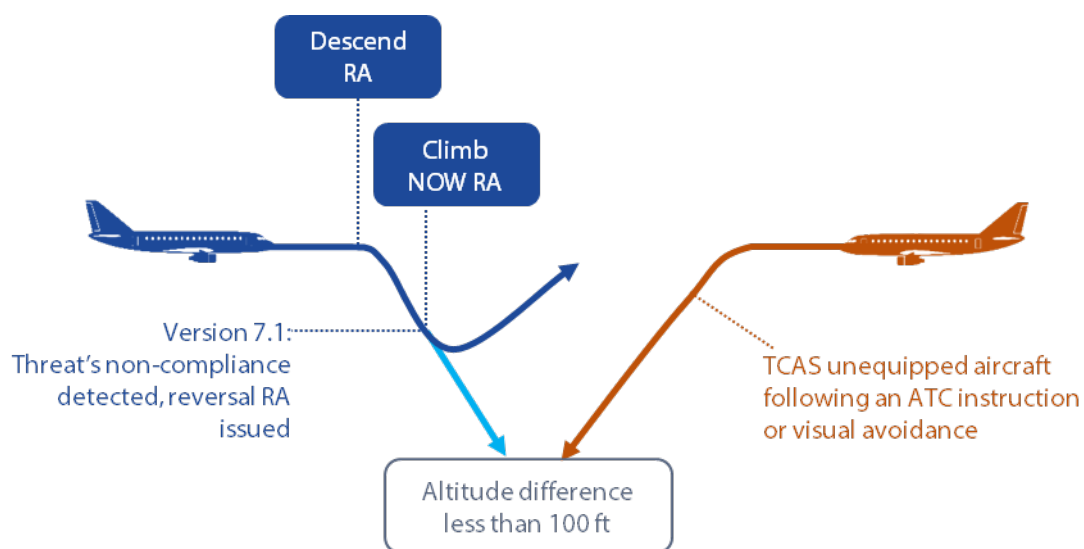 Descend
RA
Climb
NOW RA
Version 7.1:
Threat's non-compliance
detected, reversal RA
issued
TCAS unequipped aircraft
following an ATC instruction
or visual avoidance
Altitude difference
less than 100 ft